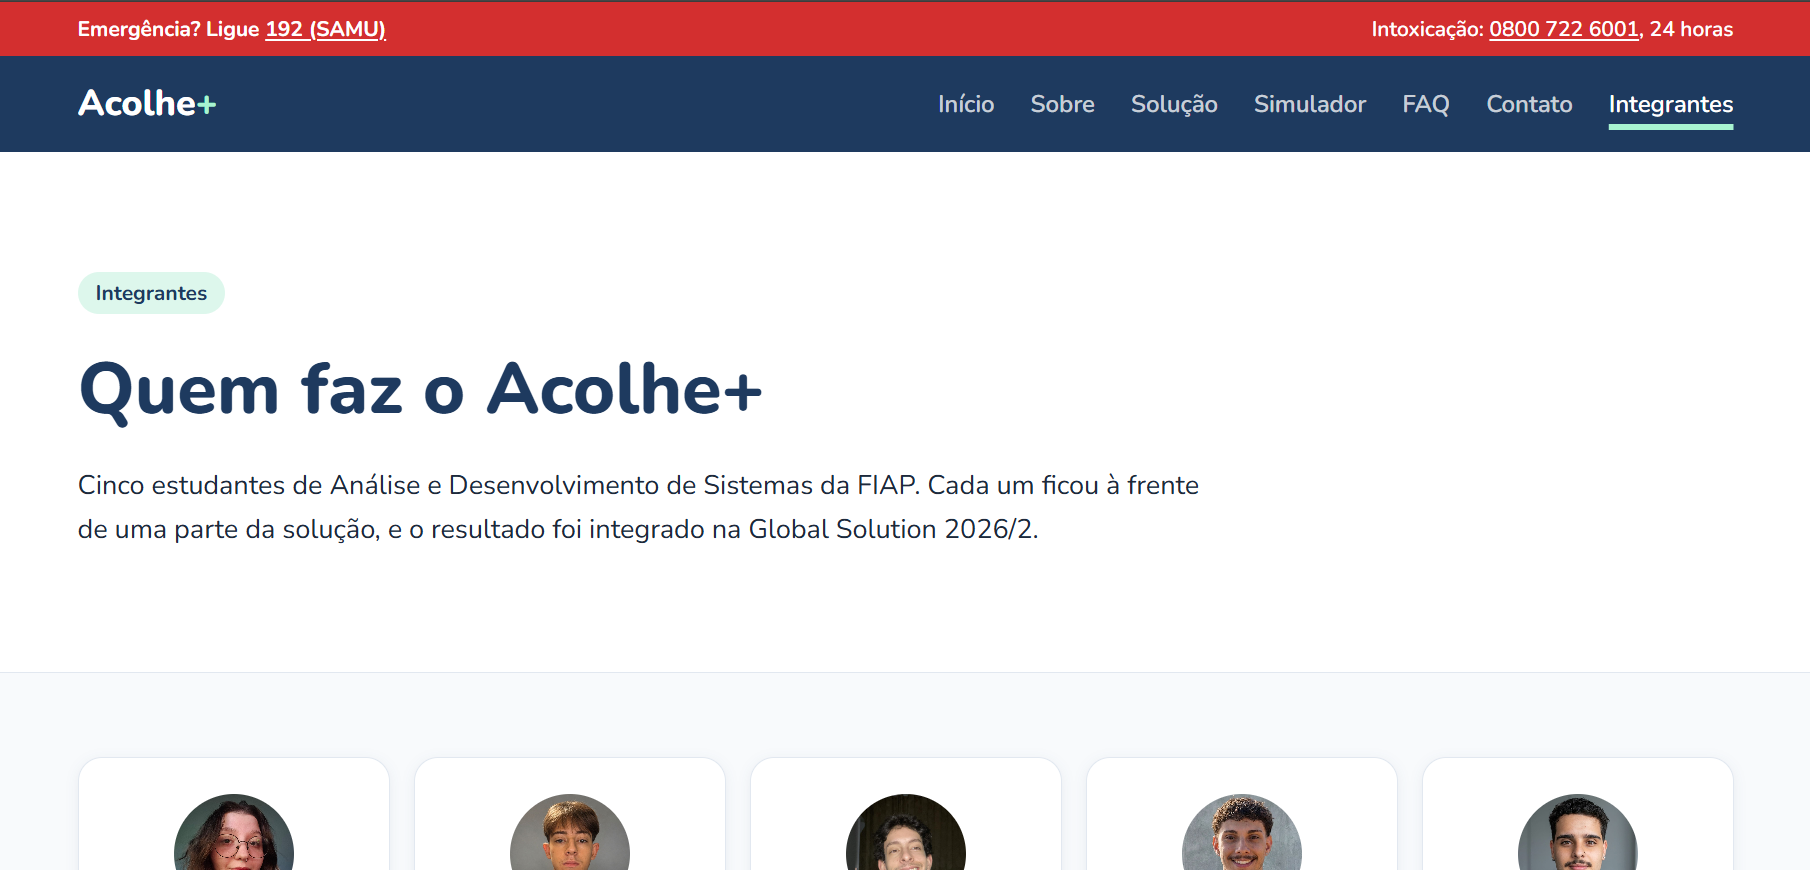 Emergência? Ligue 192 (SAMU)
Intoxicação: 0800 722 6001, 24 horas
Acolhe+
Início
Sobre
Solução
Simulador
FAQ
Contato
Integrantes
Integrantes
Quem faz o Acolhe+
Cinco estudantes de Análise e Desenvolvimento de Sistemas da FIAP. Cada um ficou à frente
de uma parte da solução, e o resultado foi integrado na Global Solution 2026/2.